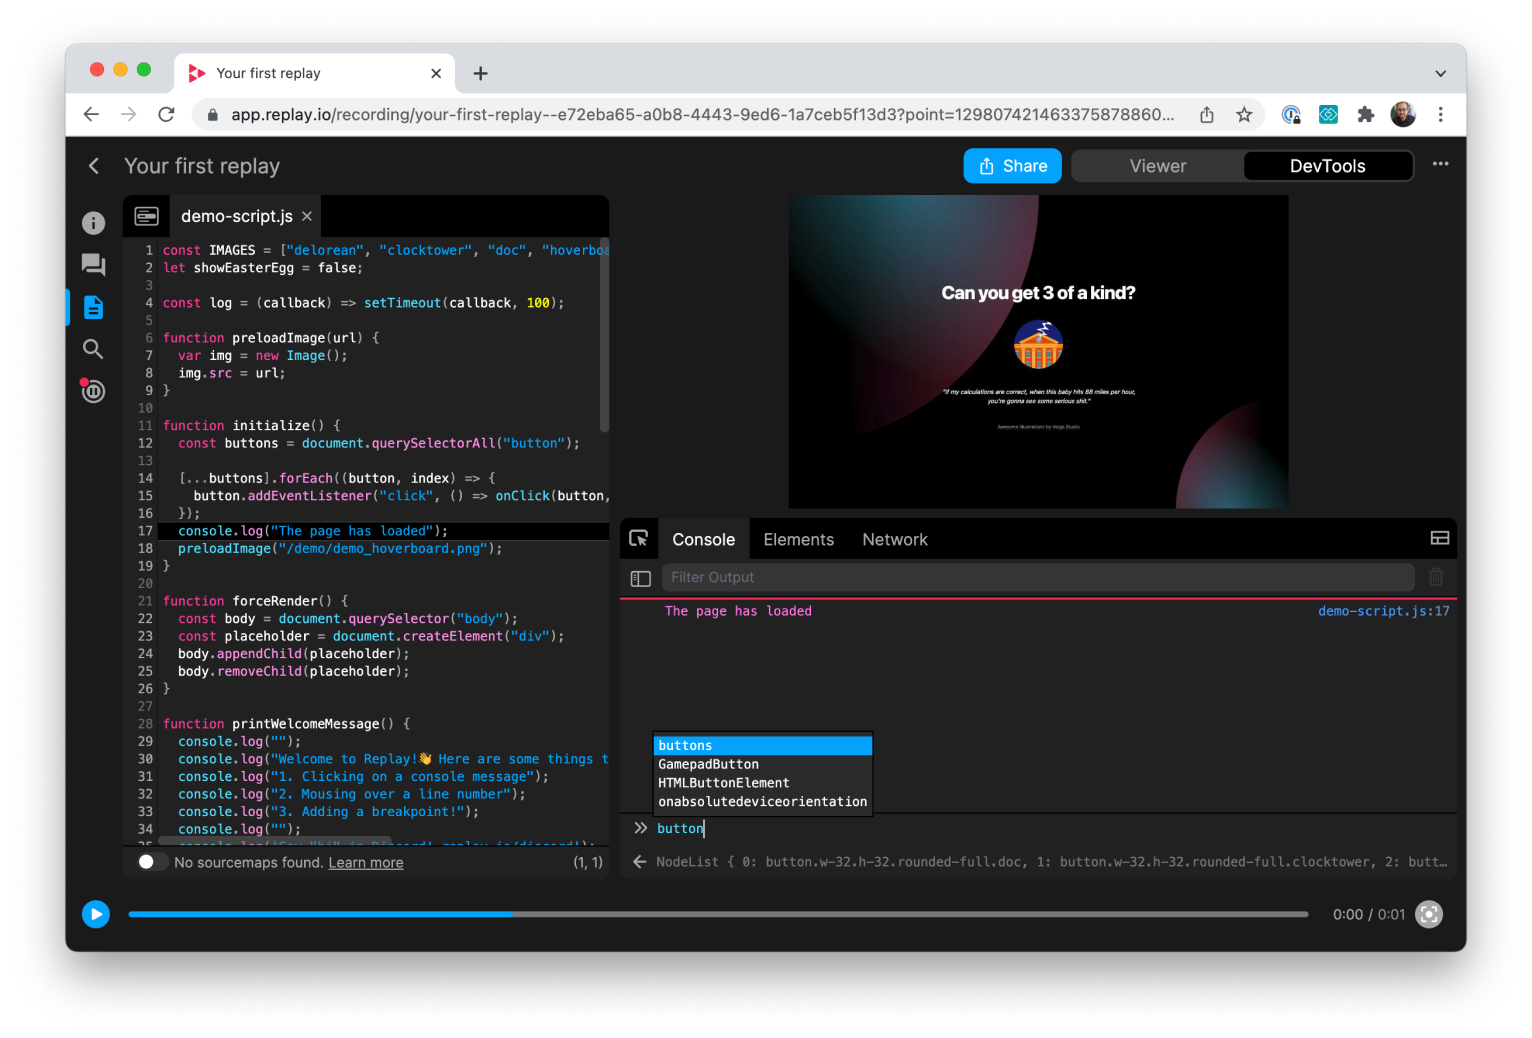 Your first replay
app.replay.io/recording/your-first-replay--e72eba65-a0b8-4443-9ed6-1a7ceb5f13d3?point=129807421463375878860...
Your first replay
Share
Viewer
DevTools
demo-script.js
1 const IMAGES = ["delorean", "clocktower", "doc", "hoverboa
2 let showEasterEgg = false;
3
4 const log = (callback) => setTimeout(callback, 100);
5
6 function preloadImage(url) {
7 var img = new Image();
8 img.src = url;
9 }
10
11 function initialize() {
12 const buttons = document.querySelectorAll("button");
13
14 [...buttons].forEach((button, index) => {
15 button.addEventListener("click", () => onClick(button,
16 });
17 console.log("The page has loaded");
18 preloadImage("/demo/demo_hoverboard.png");
19 }
20
21 function forceRender() {
22 const body = document.querySelector("body");
23 const placeholder = document.createElement("div");
24 body.appendChild(placeholder);
25 body.removeChild(placeholder);
26 }
27
28 function printWelcomeMessage() {
29 console.log("");
30 console.log("Welcome to Replay!👋 Here are some things t
31 console.log("1. Clicking on a console message");
32 console.log("2. Mousing over a line number");
33 console.log("3. Adding a breakpoint!");
34 console.log("");
No sourcemaps found. Learn more
(1, 1)
Can you get 3 of a kind?
"If my calculations are correct, when this baby hits 88 miles per hour,
you're gonna see some serious shit."
Awesome illustrations by Velga Studio
Console
Elements
Network
Filter Output
The page has loaded
demo-script.js:17
buttons
GamepadButton
HTMLButtonElement
onabsolutedeviceorientation
button
NodeList { 0: button.w-32.h-32.rounded-full.doc, 1: button.w-32.h-32.rounded-full.clocktower, 2: butt...
0:00 / 0:01